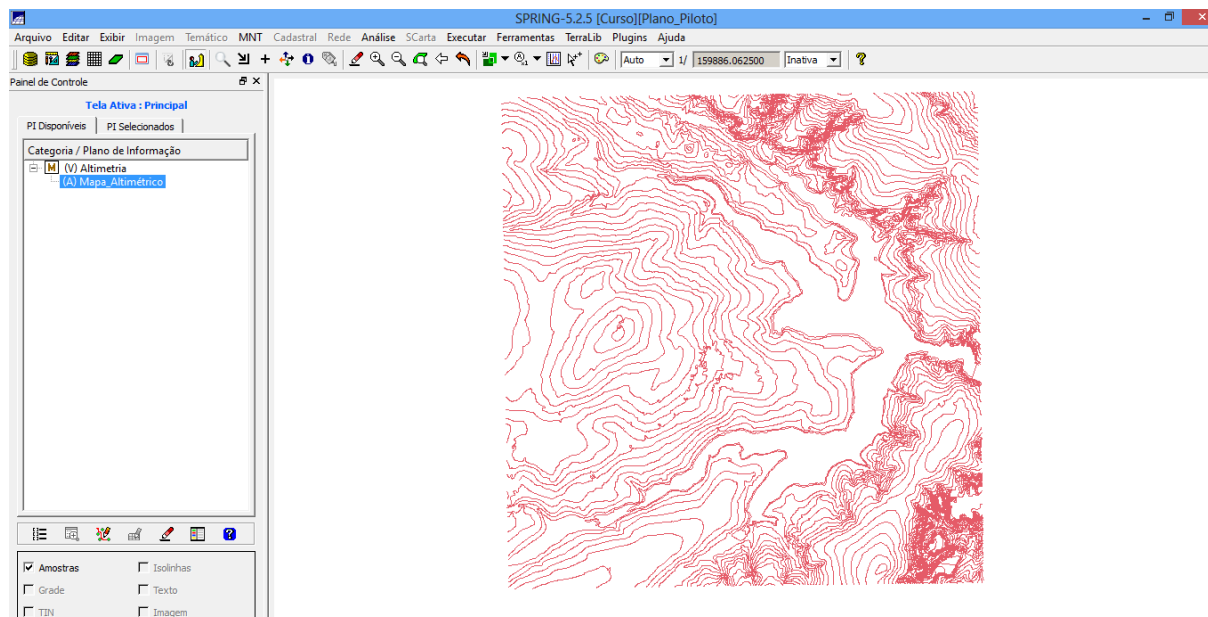 SPRING-5.2.5 [Curso][Plano_Piloto]
Arquivo Editar Exibir Imagem Temático MNT Cadastral Rede Análise SCarta Executar Ferramentas TerraLib Plugins Ajuda
Auto 1/ 159886.062500 Inativa
Painel de Controle
Tela Ativa : Principal
PI Disponíveis PI Selecionados
Categoria / Plano de Informação
M (V) Altimetria
(A) Mapa_Altimétrico
Amostras Isolinhas
Grade Texto
TIN Imagem